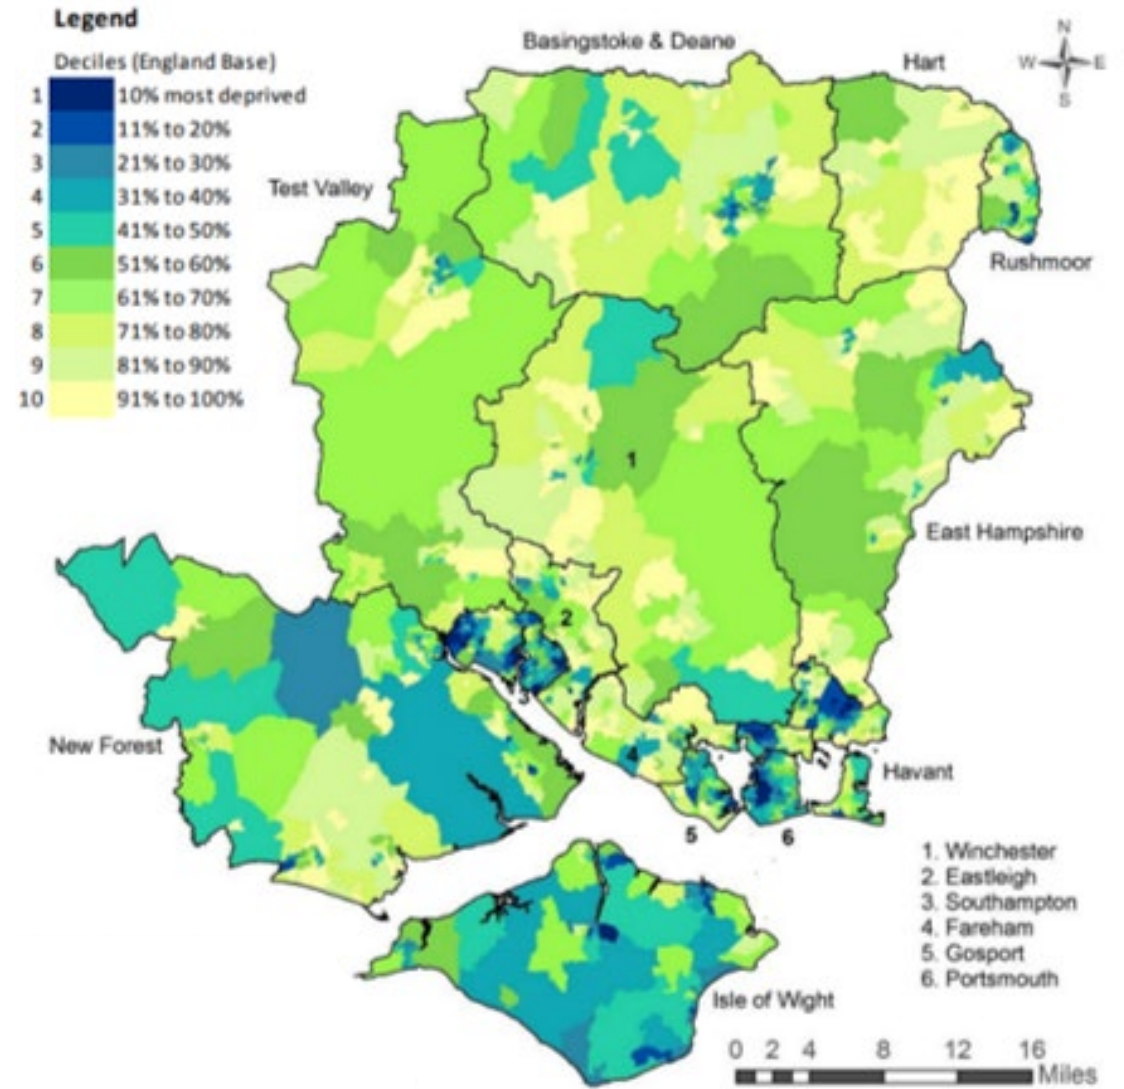 Legend
Deciles (England Base)
1 10% most deprived
2 11% to 20%
3 21% to 30%
4 31% to 40%
5 41% to 50%
6 51% to 60%
7 61% to 70%
8 71% to 80%
9 81% to 90%
10 91% to 100%
Basingstoke & Deane
Hart
N
W E
S
Test Valley
Rushmoor
1
East Hampshire
2
3
New Forest
4
Havant
5
6
1. Winchester
2. Eastleigh
3. Southampton
4. Fareham
5. Gosport
6. Portsmouth
Isle of Wight
0 2 4 8 12 16
Miles